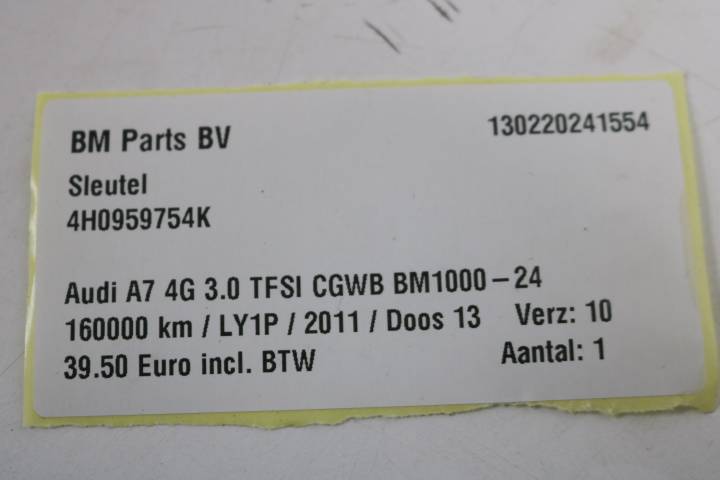 BM Parts BV 130220241554
Sleutel
4H0959754K
Audi A7 4G 3.0 TFSI CGWB BM1000-24
160000 km / LY1P / 2011 / Doos 13 Verz: 10
39.50 Euro incl. BTW Aantal: 1